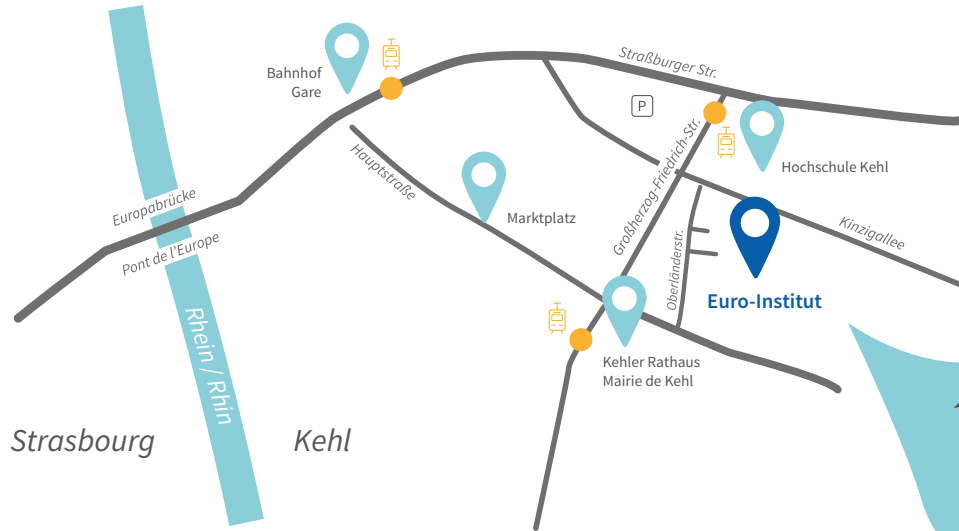 Bahnhof
Gare
Straßburger Str.
P
Großherzog-Friedrich-Str.
Hochschule Kehl
Hauptstraße
Marktplatz
Europabrücke
Pont de l'Europe
Kinzigallee
Oberländerstr.
Euro-Institut
Rhein / Rhin
Kehler Rathaus
Mairie de Kehl
Strasbourg
Kehl